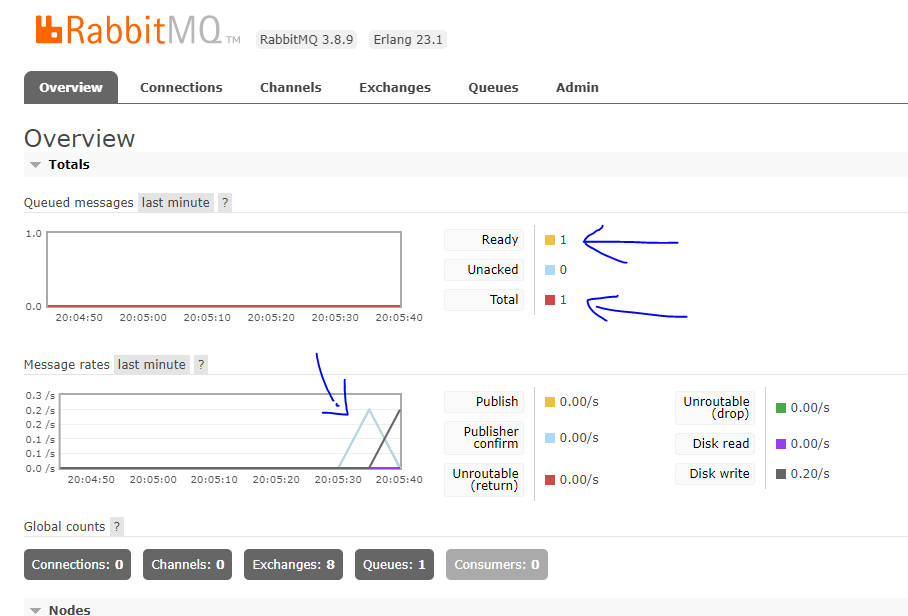 RabbitMQ TM RabbitMQ 3.8.9 Erlang 23.1
Overview Connections Channels Exchanges Queues Admin
Overview
Totals
Queued messages last minute ?
1.0
0.0
20:04:50 20:05:00 20:05:10 20:05:20 20:05:30 20:05:40
Ready 1
Unacked 0
Total 1
Message rates last minute ?
0.3 /s
0.2 /s
0.2 /s
0.1 /s
0.1 /s
0.0 /s
20:04:50 20:05:00 20:05:10 20:05:20 20:05:30 20:05:40
Publish 0.00/s
Publisher
confirm 0.00/s
Unroutable
(return) 0.00/s
Unroutable
(drop) 0.00/s
Disk read 0.00/s
Disk write 0.20/s
Global counts ?
Connections: 0 Channels: 0 Exchanges: 8 Queues: 1 Consumers: 0
Nodes